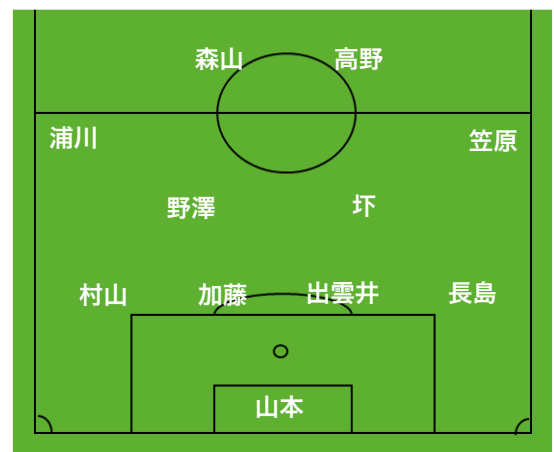 森山 高野
浦川 笠原
野澤 圷
村山 加藤 出雲井 長島
山本